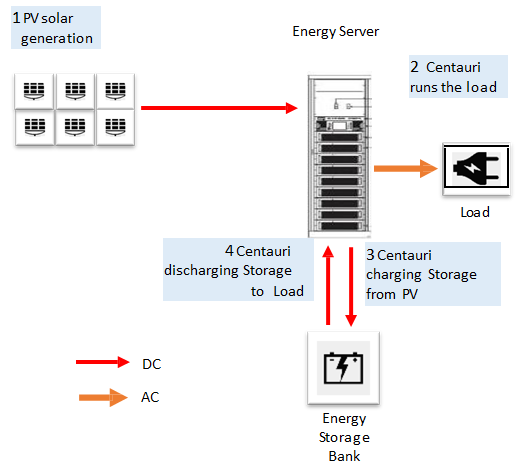 1 PV solar
generation
Energy Server
2 Centauri
runs the load
Load
4 Centauri
discharging Storage
to Load
3 Centauri
charging Storage
from PV
DC
AC
Energy
Storage
Bank